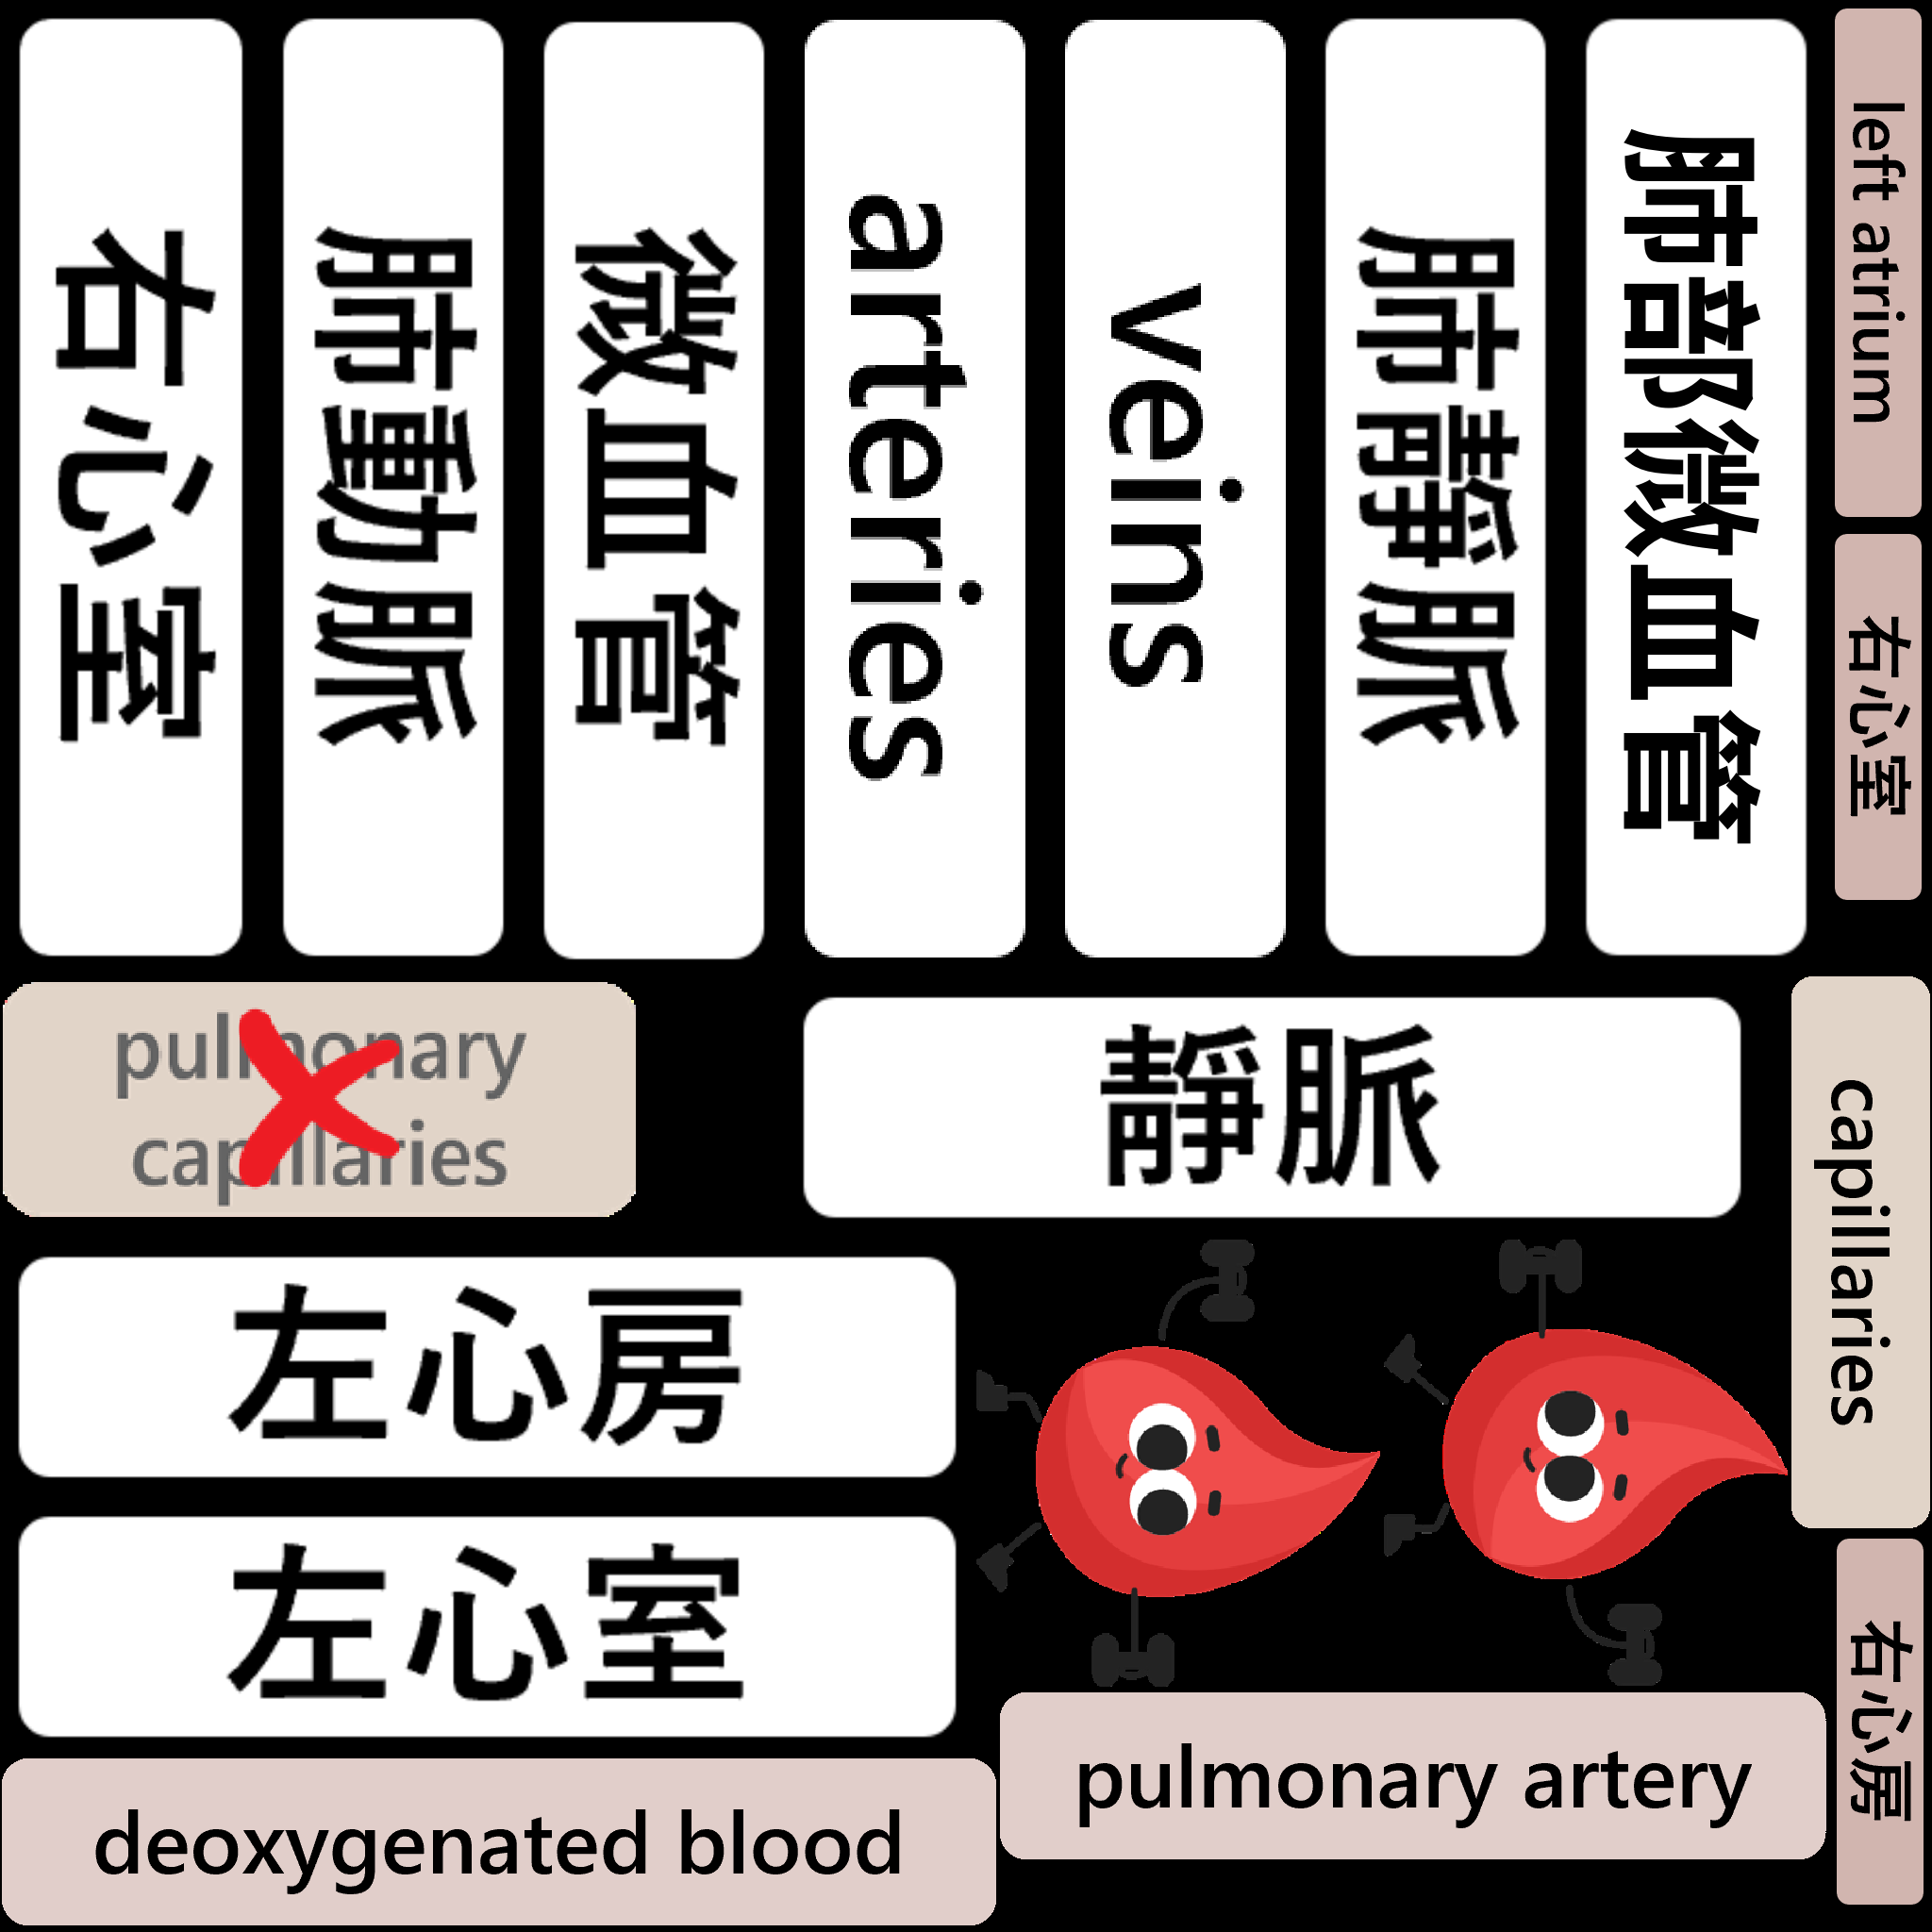 右心室
肺動脈
微血管
arteries
veins
肺靜脈
肺部微血管
left atrium
右心室
pulmonary
capillaries
靜脈
capillaries
左心房
左心室
右心房
pulmonary artery
deoxygenated blood